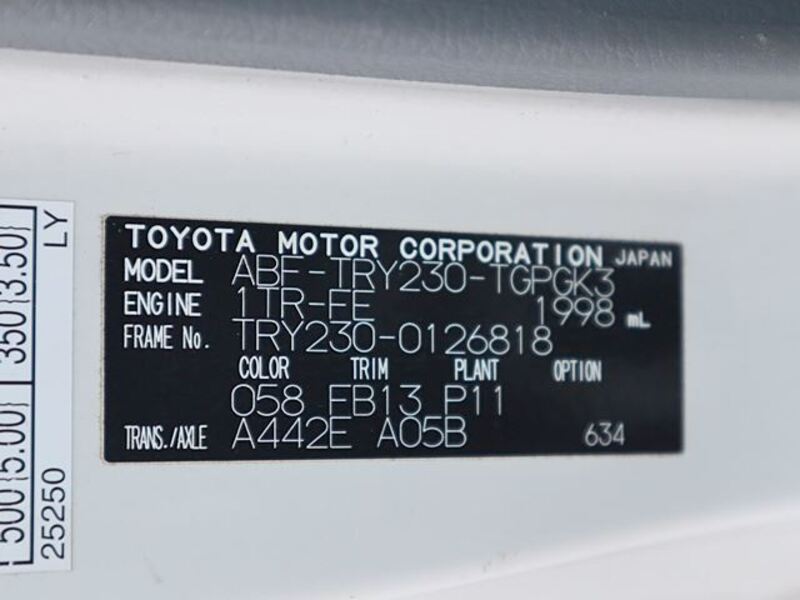 TOYOTA MOTOR CORPORATION JAPAN
MODEL ABF-TRY230-TGPGK3
ENGINE 1TR-FE 1998 mL
FRAME No. TRY230-0126818
COLOR TRIM PLANT OPTION
058 FB13 P11
TRANS./AXLE A442E A05B 634
350 (3.50)
500 (5.00)
LY
25250